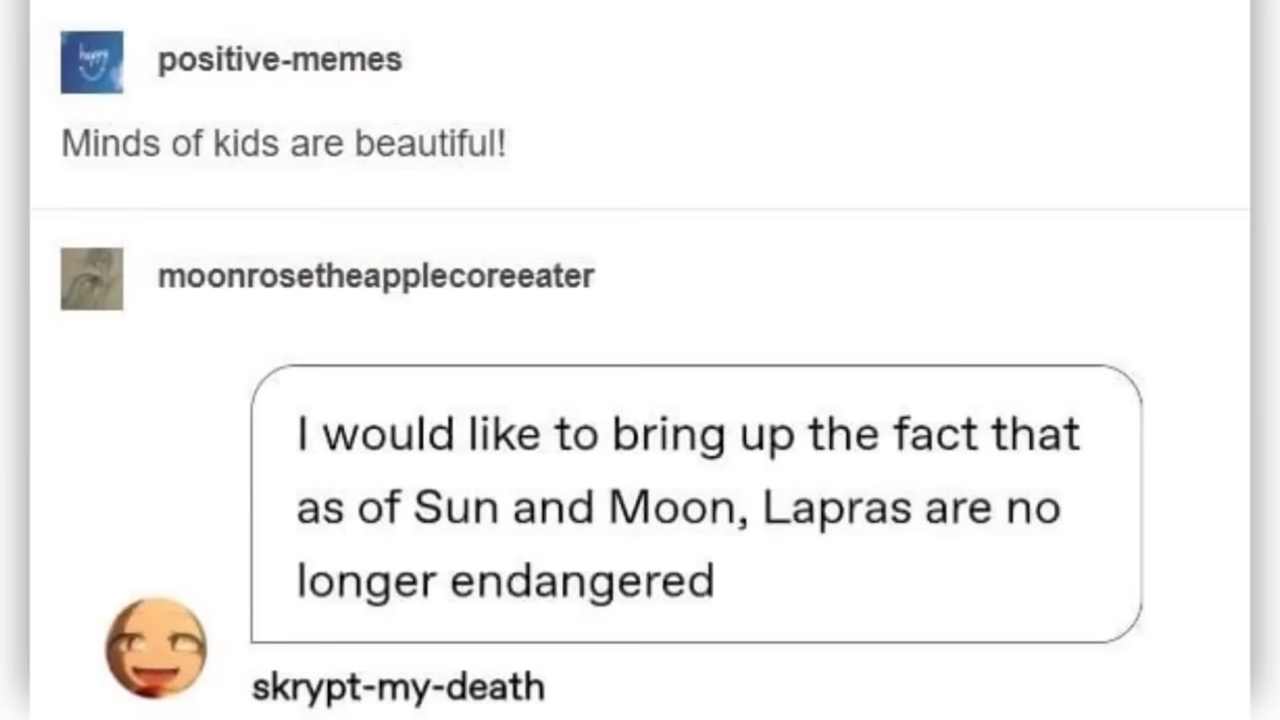 happy
positive-memes
Minds of kids are beautiful!
moonrosetheapplecoreeater
I would like to bring up the fact that
as of Sun and Moon, Lapras are no
longer endangered
skrypt-my-death